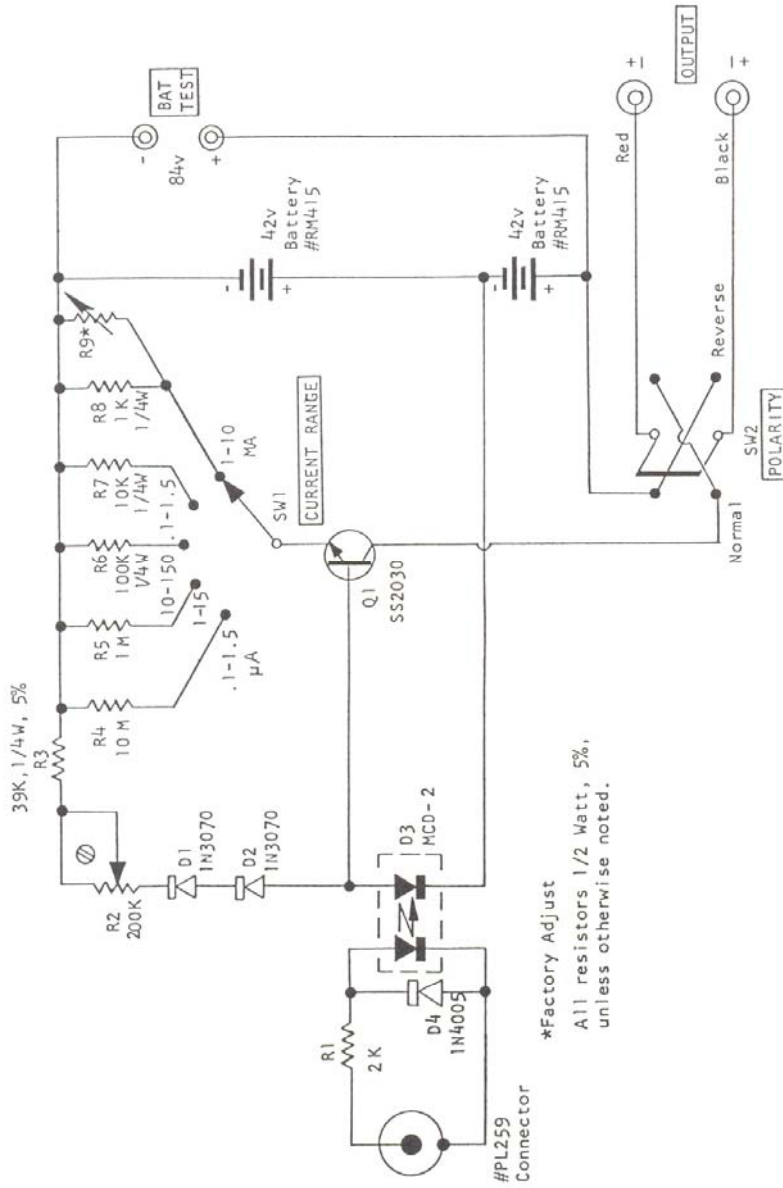 39K,1/4W, 5%
R3
R2
200K
D1
1N3070
D2
1N3070
R4
10M
R5
1M
R6
100K
1/4W
R7
10K
1/4W
R8
1K
1/4W
R9*
.1-1.5
μA
1-15
10-150
.1-1.5
1-10
MA
SW1
CURRENT RANGE
Q1
SS2030
-
42v
Battery
#RM415
+
-
42v
Battery
#RM415
+
BAT
TEST
-
84v
+
D3
MCD-2
R1
2K
D4
1N4005
#PL259
Connector
*Factory Adjust
All resistors 1/2 Watt, 5%,
unless otherwise noted.
Normal
Reverse
SW2
POLARITY
Red
Black
±
OUTPUT
-
+